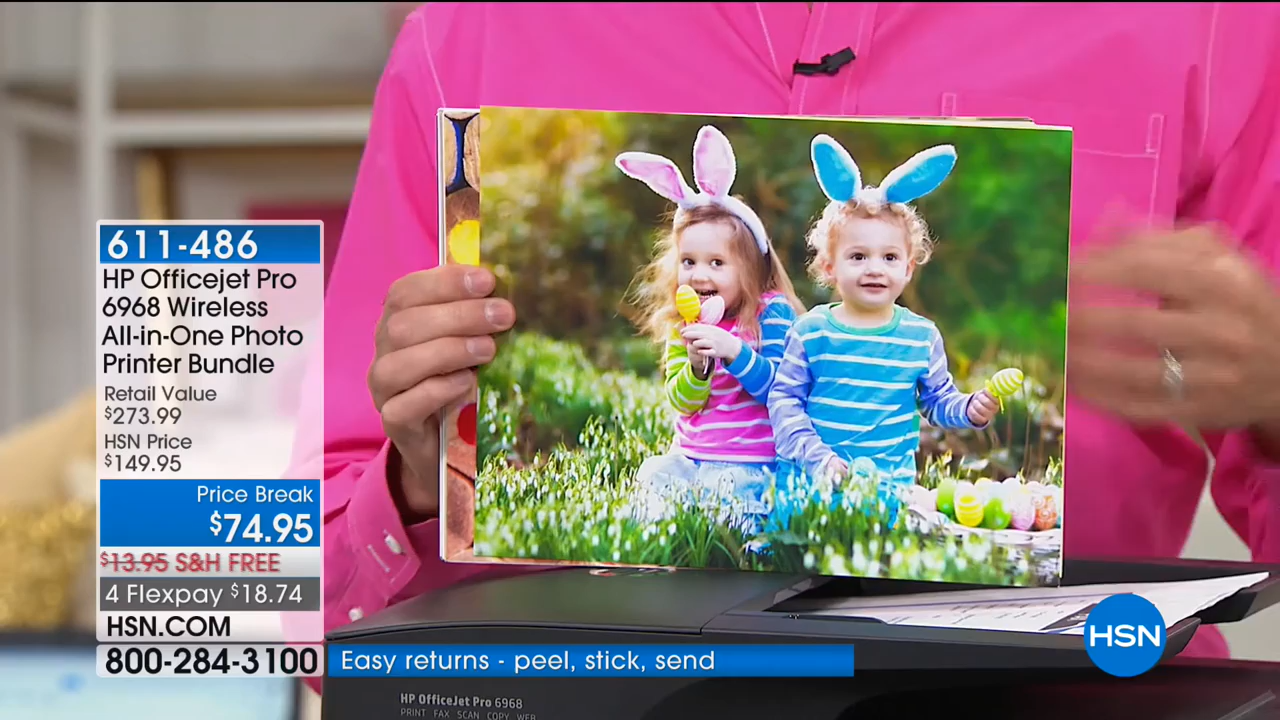 611-486
HP Officejet Pro
6968 Wireless
All-in-One Photo
Printer Bundle
Retail Value
$273.99
HSN Price
$149.95
Price Break
$74.95
$13.95 S&H FREE
4 Flexpay $18.74
HSN.COM
800-284-3100
Easy returns - peel, stick, send
HSN
HP OfficeJet Pro 6968
PRINT FAX SCAN COPY WEB